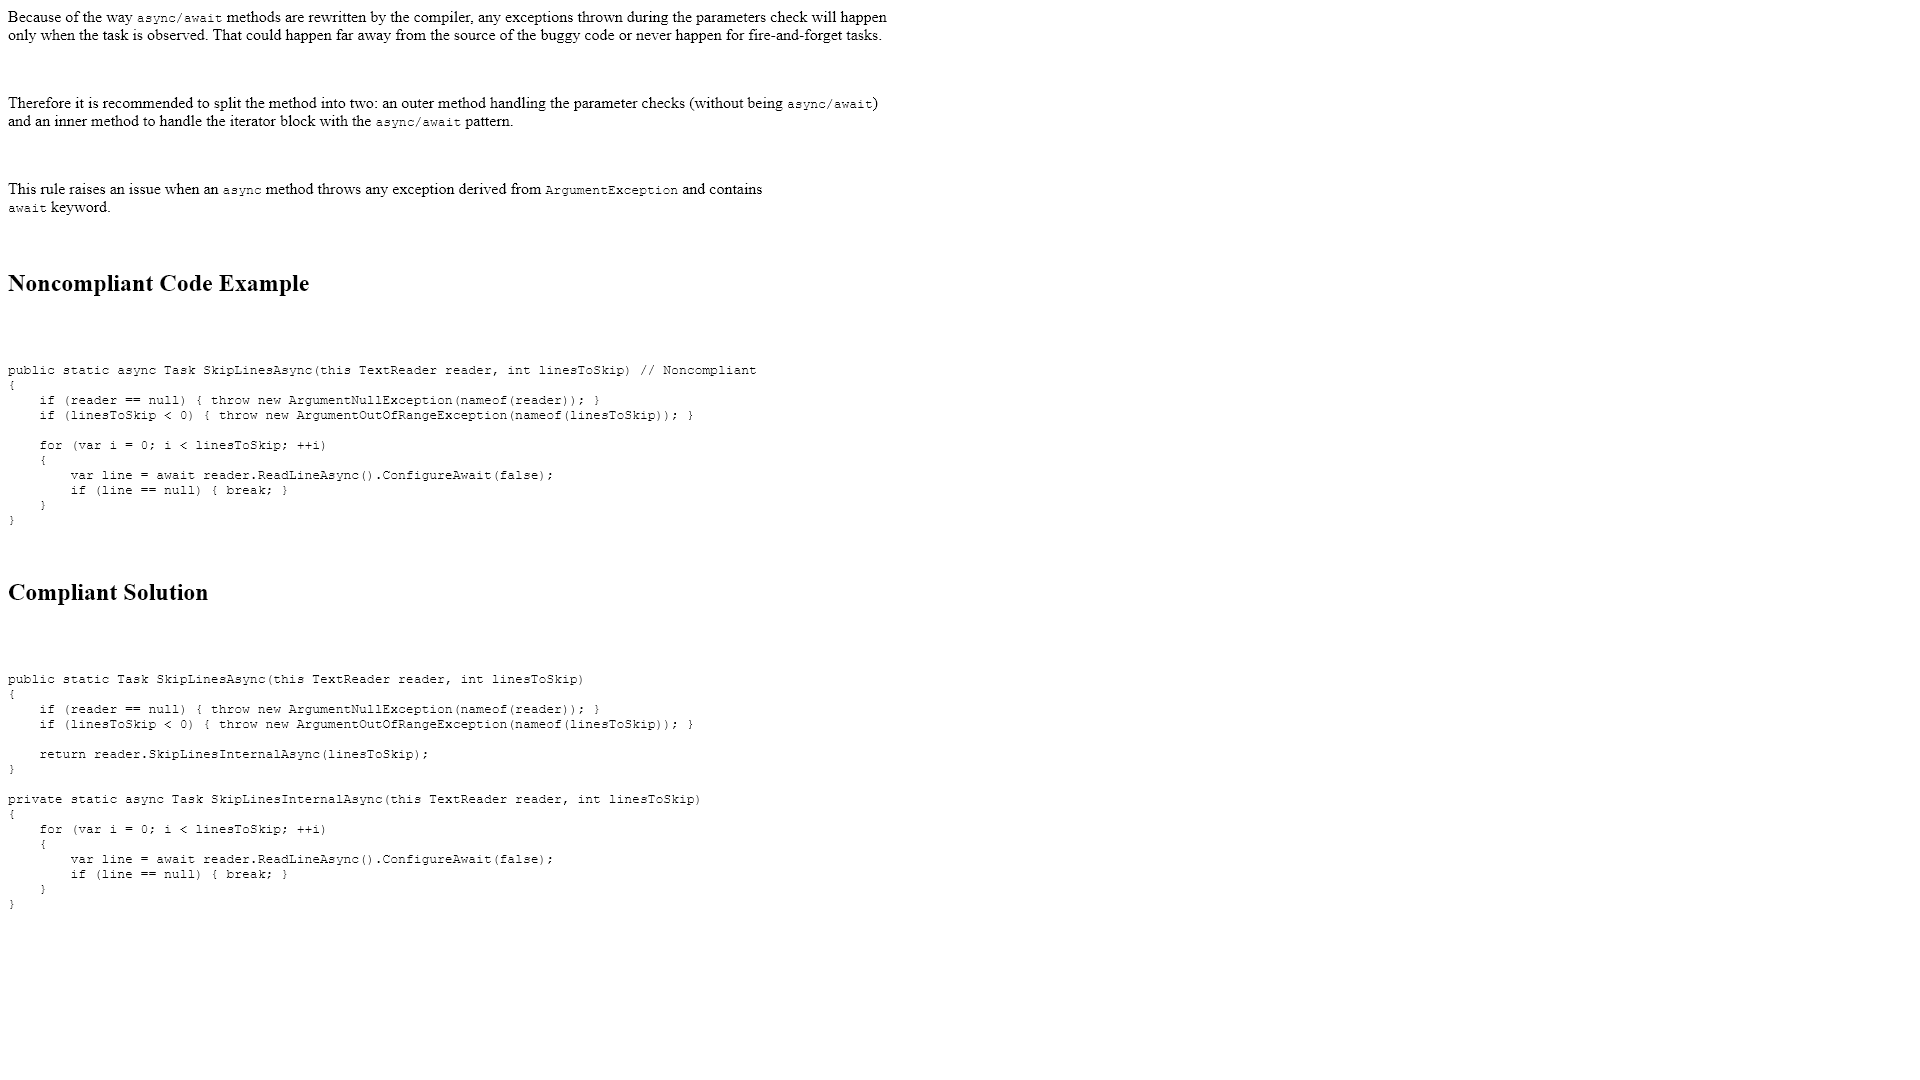 Because of the way async/await methods are rewritten by the compiler, any exceptions thrown during the parameters check will happen
only when the task is observed. That could happen far away from the source of the buggy code or never happen for fire-and-forget tasks.
Therefore it is recommended to split the method into two: an outer method handling the parameter checks (without being async/await)
and an inner method to handle the iterator block with the async/await pattern.
This rule raises an issue when an async method throws any exception derived from ArgumentException and contains
await keyword.
Noncompliant Code Example
public static async Task SkipLinesAsync(this TextReader reader, int linesToSkip) // Noncompliant
{
    if (reader == null) { throw new ArgumentNullException(nameof(reader)); }
    if (linesToSkip < 0) { throw new ArgumentOutOfRangeException(nameof(linesToSkip)); }
    for (var i = 0; i < linesToSkip; ++i)
    {
        var line = await reader.ReadLineAsync().ConfigureAwait(false);
        if (line == null) { break; }
    }
}
Compliant Solution
public static Task SkipLinesAsync(this TextReader reader, int linesToSkip)
{
    if (reader == null) { throw new ArgumentNullException(nameof(reader)); }
    if (linesToSkip < 0) { throw new ArgumentOutOfRangeException(nameof(linesToSkip)); }
    return reader.SkipLinesInternalAsync(linesToSkip);
}
private static async Task SkipLinesInternalAsync(this TextReader reader, int linesToSkip)
{
    for (var i = 0; i < linesToSkip; ++i)
    {
        var line = await reader.ReadLineAsync().ConfigureAwait(false);
        if (line == null) { break; }
    }
}